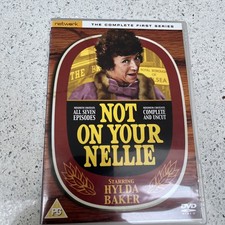 network
THE COMPLETE FIRST SERIES
ALL SEVEN
EPISODES
COMPLETE
AND UNCUT
NOT
ON YOUR
NELLIE
STARRING
HYLDA
BAKER
PG
DVD